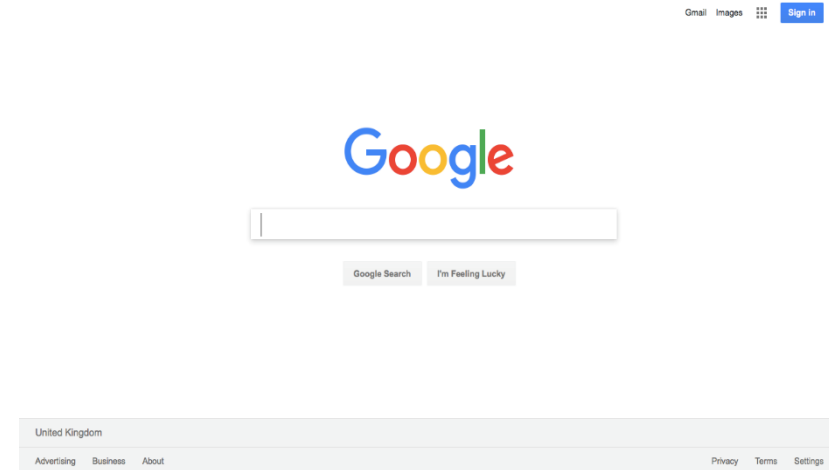 Gmail Images Sign in
Google
Google Search I'm Feeling Lucky
United Kingdom
Advertising Business About Privacy Terms Settings